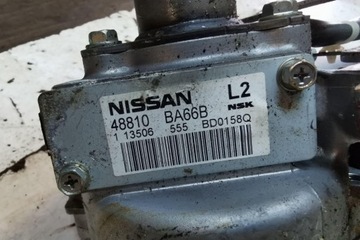 NISSAN L2
NSK
48810 BA66B
1 13506 555 BD0158Q